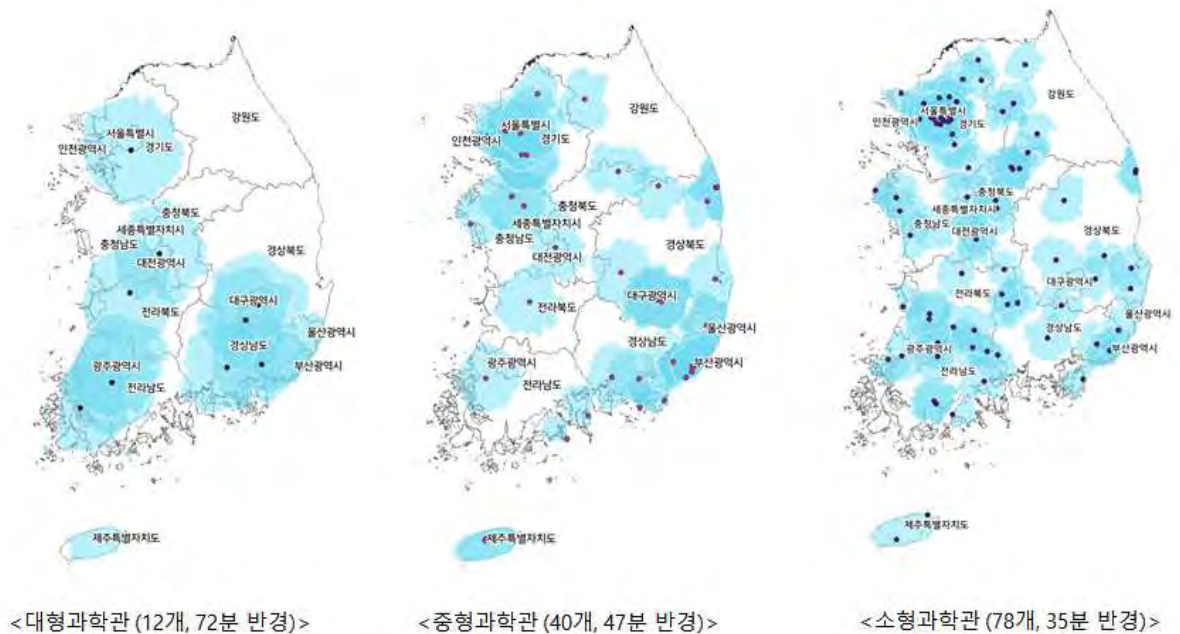 강원도
서울특별시
인천광역시
경기도
충청북도
세종특별자치시
충청남도
대전광역시
경상북도
대구광역시
전라북도
울산광역시
경상남도
광주광역시
부산광역시
전라남도
제주특별자치도
<대형과학관 (12개, 72분 반경)>
강원도
서울특별시
인천광역시
경기도
충청북도
세종특별자치시
충청남도
경상북도
대전광역시
대구광역시
전라북도
울산광역시
경상남도
광주광역시
부산광역시
전라남도
제주특별자치도
<중형과학관 (40개, 47분 반경)>
강원도
서울특별시
인천광역시
경기도
충청북도
세종특별자치시
충청남도
대전광역시
경상북도
대구광역시
전라북도
울산광역시
경상남도
광주광역시
부산광역시
전라남도
제주특별자치도
<소형과학관 (78개, 35분 반경)>